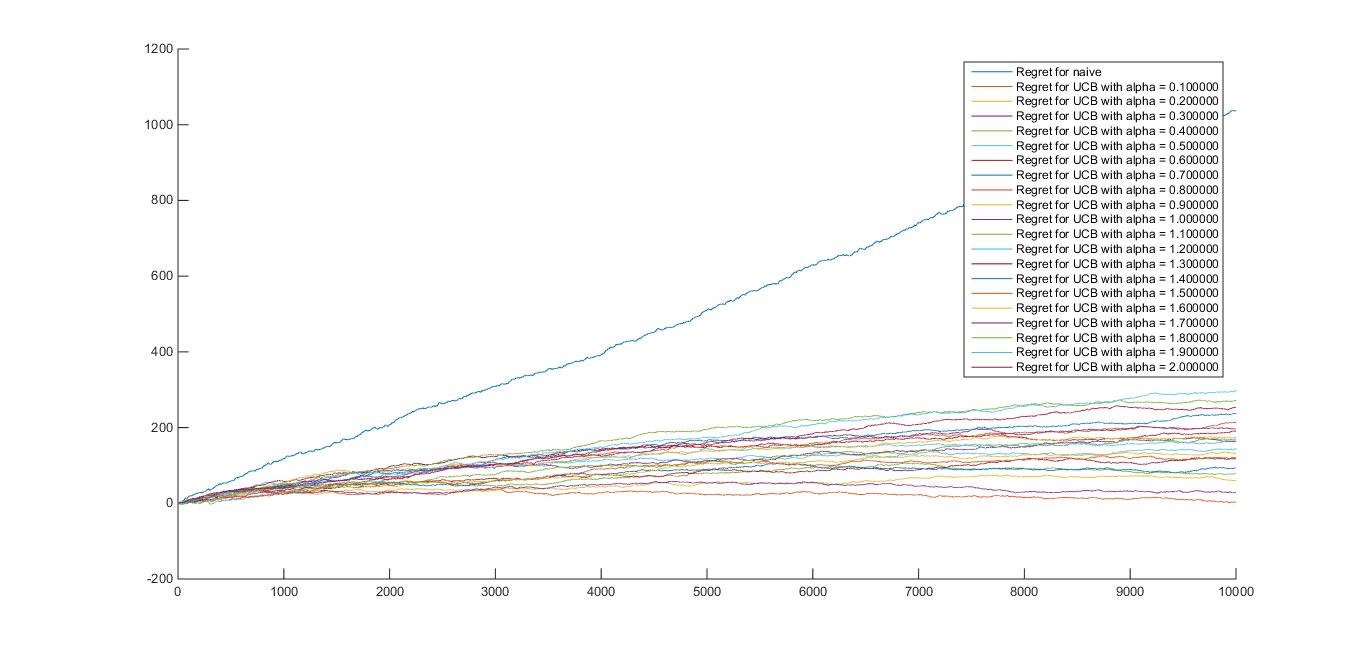 1200
1000
800
600
400
200
0
-200
0 1000 2000 3000 4000 5000 6000 7000 8000 9000 10000
Regret for naive
Regret for UCB with alpha = 0.100000
Regret for UCB with alpha = 0.200000
Regret for UCB with alpha = 0.300000
Regret for UCB with alpha = 0.400000
Regret for UCB with alpha = 0.500000
Regret for UCB with alpha = 0.600000
Regret for UCB with alpha = 0.700000
Regret for UCB with alpha = 0.800000
Regret for UCB with alpha = 0.900000
Regret for UCB with alpha = 1.000000
Regret for UCB with alpha = 1.100000
Regret for UCB with alpha = 1.200000
Regret for UCB with alpha = 1.300000
Regret for UCB with alpha = 1.400000
Regret for UCB with alpha = 1.500000
Regret for UCB with alpha = 1.600000
Regret for UCB with alpha = 1.700000
Regret for UCB with alpha = 1.800000
Regret for UCB with alpha = 1.900000
Regret for UCB with alpha = 2.000000